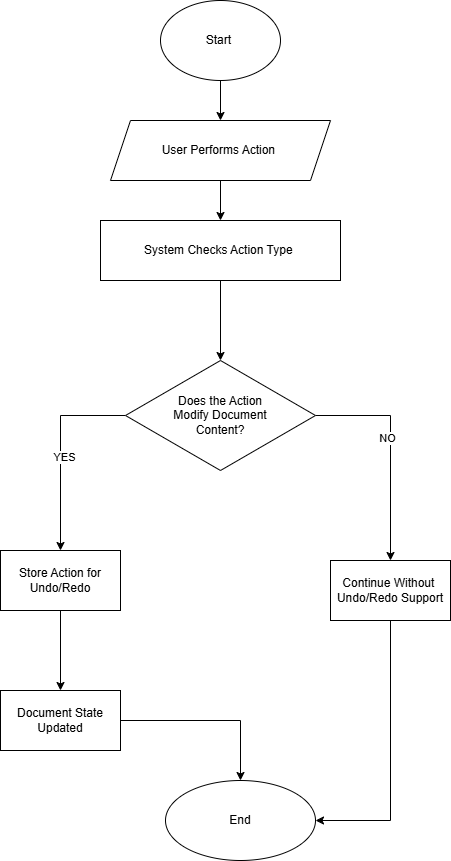 Start
User Performs Action
System Checks Action Type
Does the Action
Modify Document
Content?
YES
NO
Store Action for
Undo/Redo
Continue Without
Undo/Redo Support
Document State
Updated
End